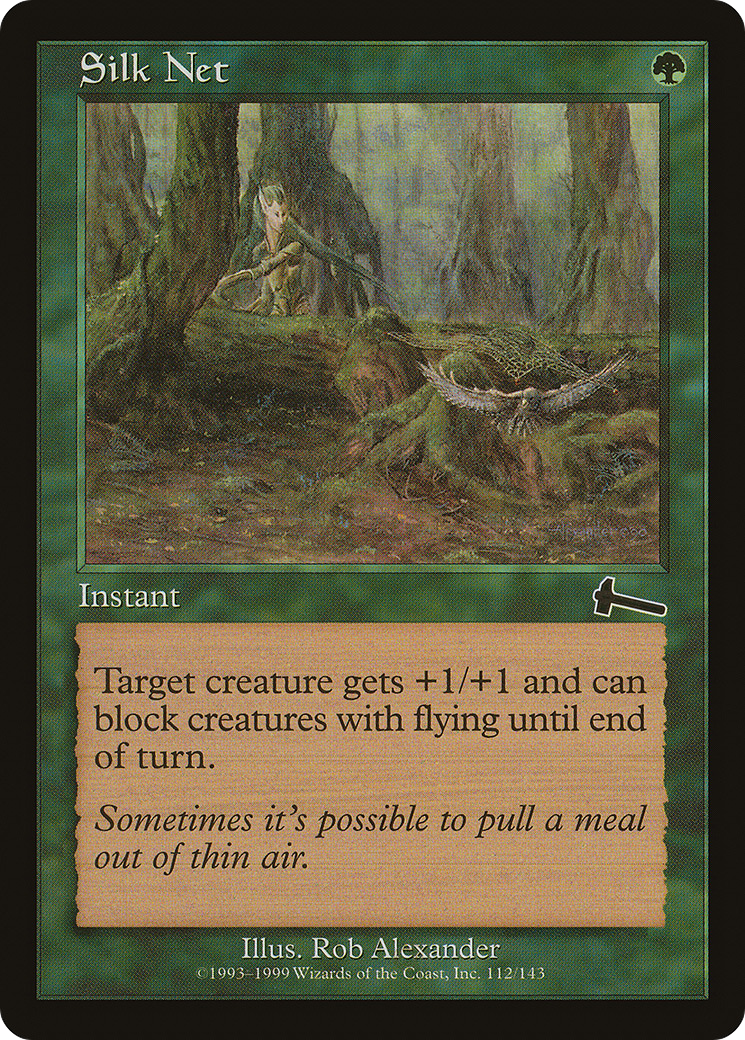 Silk Net
Instant
Target creature gets +1/+1 and can
block creatures with flying until end
of turn.
Sometimes it's possible to pull a meal
out of thin air.
Illus. Rob Alexander
©1993–1999 Wizards of the Coast, Inc. 112/143